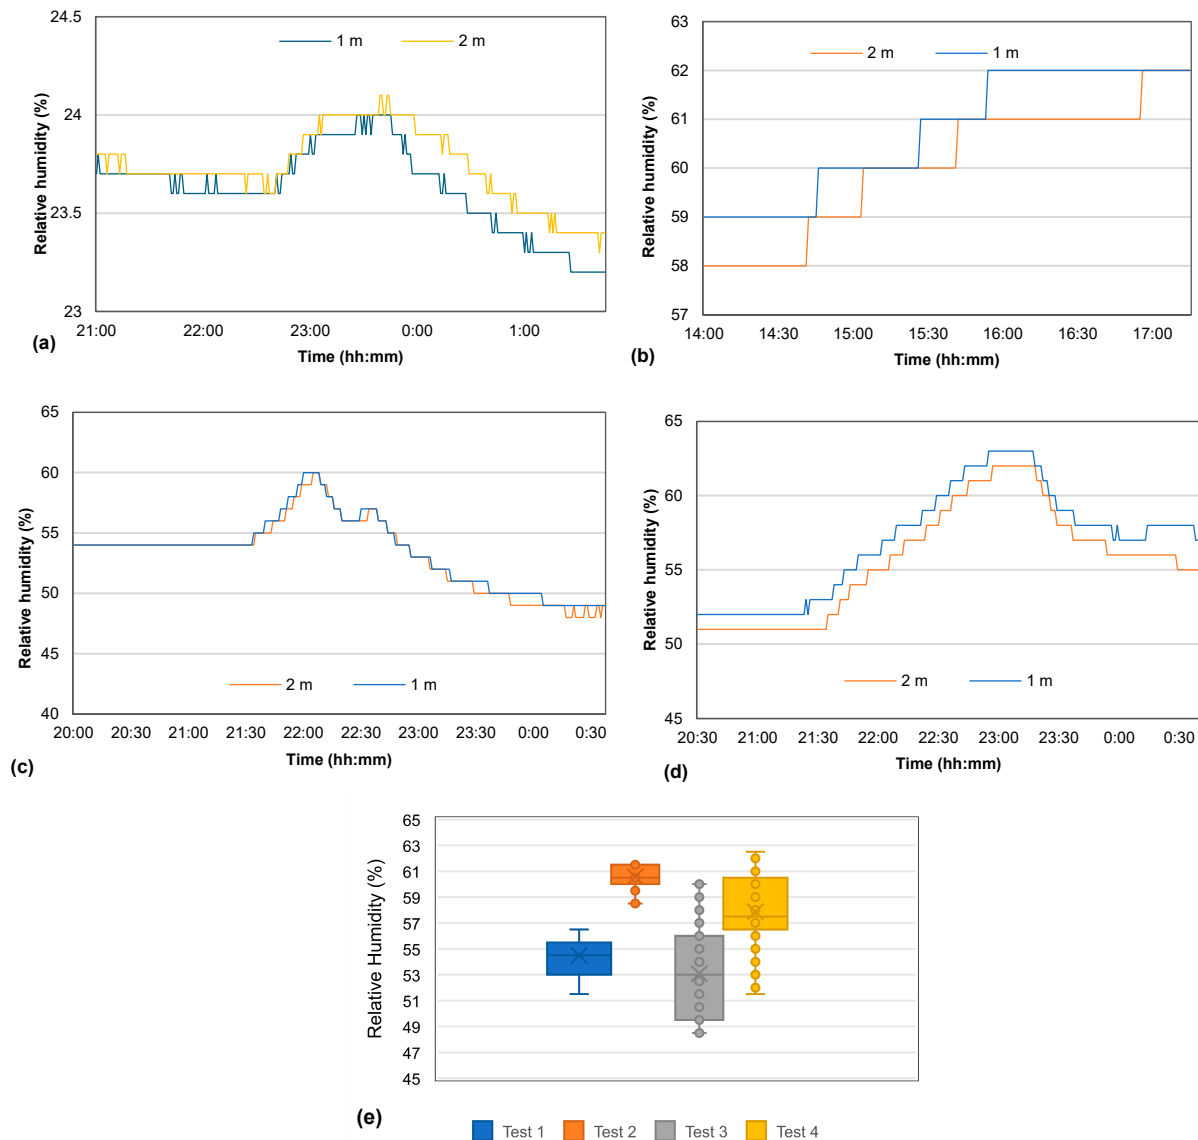 24.5
24
23.5
23
Relative humidity (%)
1 m
2 m
21:00
22:00
23:00
0:00
1:00
Time (hh:mm)
(a)
63
62
61
60
59
58
57
Relative humidity (%)
2 m
1 m
14:00
14:30
15:00
15:30
16:00
16:30
17:00
Time (hh:mm)
(b)
65
60
55
50
45
40
Relative humidity (%)
2 m
1 m
20:00
20:30
21:00
21:30
22:00
22:30
23:00
23:30
0:00
0:30
Time (hh:mm)
(c)
65
60
55
50
45
Relative humidity (%)
2 m
1 m
20:30
21:00
21:30
22:00
22:30
23:00
23:30
0:00
0:30
Time (hh:mm)
(d)
65
63
61
59
57
55
53
51
49
47
45
Relative Humidity (%)
(e)
Test 1
Test 2
Test 3
Test 4